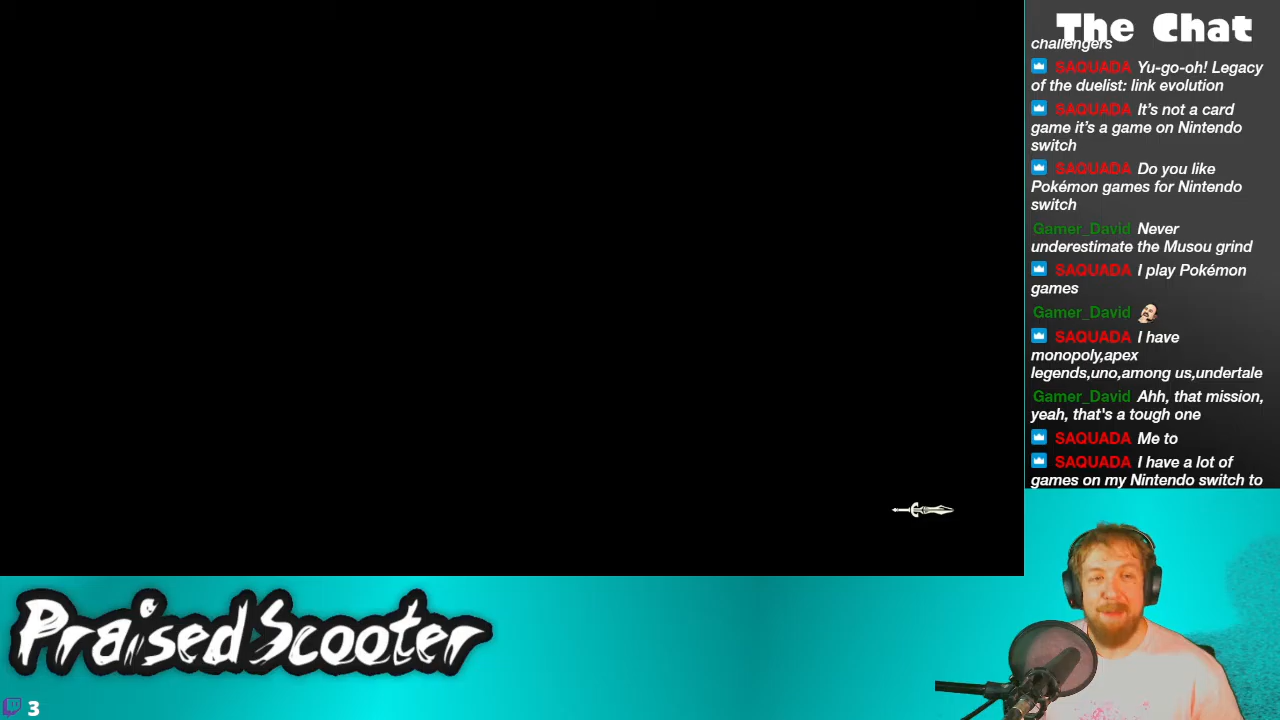 The Chat
challengers
SAQUADA Yu-go-oh! Legacy
of the duelist: link evolution
SAQUADA It's not a card
game it's a game on Nintendo
switch
SAQUADA Do you like
Pokémon games for Nintendo
switch
Gamer_David Never
underestimate the Musou grind
SAQUADA I play Pokémon
games
Gamer_David
SAQUADA I have
monopoly,apex
legends,uno,among us,undertale
Gamer_David Ahh, that mission,
yeah, that's a tough one
SAQUADA Me to
SAQUADA I have a lot of
games on my Nintendo switch to
PraisedScooter
3